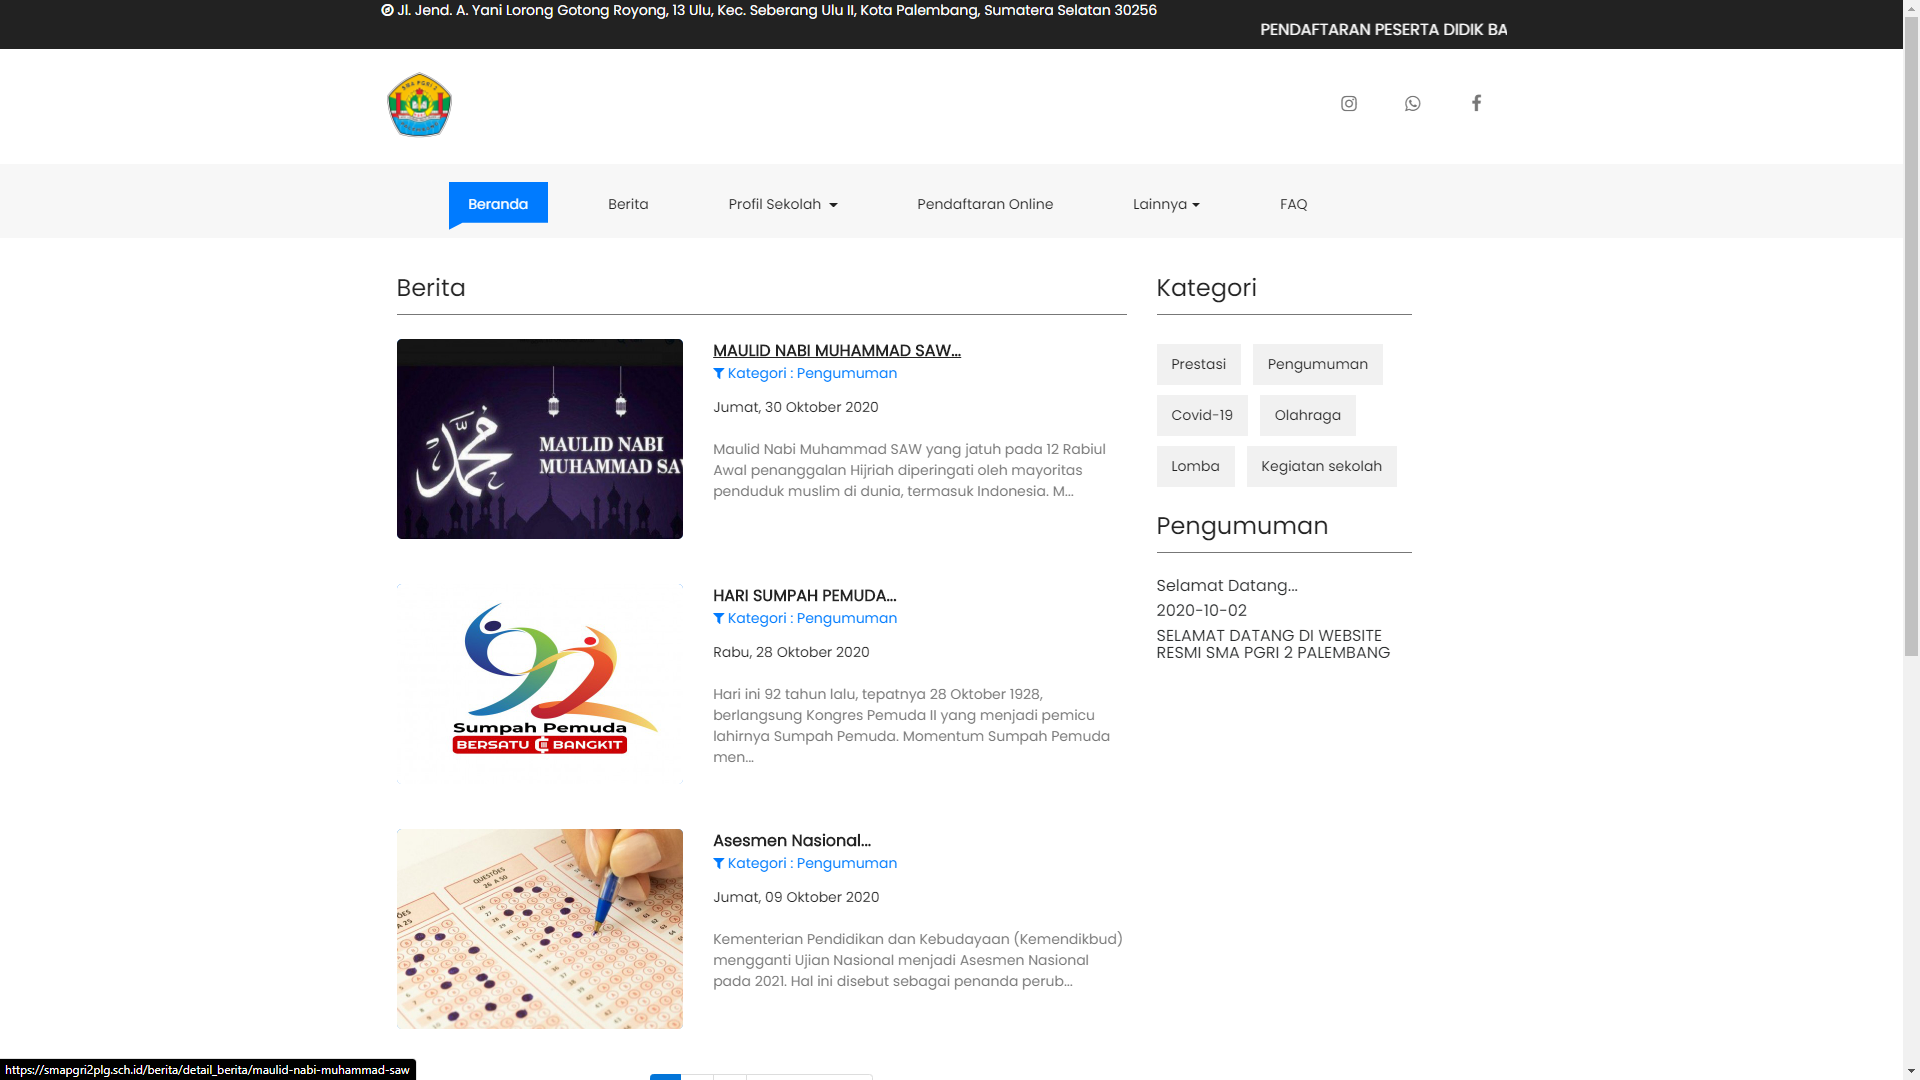 Jl. Jend. A. Yani Lorong Gotong Royong, 13 Ulu, Kec. Seberang Ulu II, Kota Palembang, Sumatera Selatan 30256
PENDAFTARAN PESERTA DIDIK BA
SMA PGRI 2
Beranda
Berita
Profil Sekolah
Pendaftaran Online
Lainnya
FAQ
Berita
محمد
MAULID NABI
MUHAMMAD SAW
MAULID NABI MUHAMMAD SAW...
Kategori : Pengumuman
Jumat, 30 Oktober 2020
Maulid Nabi Muhammad SAW yang jatuh pada 12 Rabiul
Awal penanggalan Hijriah diperingati oleh mayoritas
penduduk muslim di dunia, termasuk Indonesia. M...
92
Sumpah Pemuda
BERSATU & BANGKIT
HARI SUMPAH PEMUDA...
Kategori : Pengumuman
Rabu, 28 Oktober 2020
Hari ini 92 tahun lalu, tepatnya 28 Oktober 1928,
berlangsung Kongres Pemuda II yang menjadi pemicu
lahirnya Sumpah Pemuda. Momentum Sumpah Pemuda
men...
QUESTÕES
26 A 50
Asesmen Nasional...
Kategori : Pengumuman
Jumat, 09 Oktober 2020
Kementerian Pendidikan dan Kebudayaan (Kemendikbud)
mengganti Ujian Nasional menjadi Asesmen Nasional
pada 2021. Hal ini disebut sebagai penanda perub...
Kategori
Prestasi
Pengumuman
Covid-19
Olahraga
Lomba
Kegiatan sekolah
Pengumuman
Selamat Datang...
2020-10-02
SELAMAT DATANG DI WEBSITE
RESMI SMA PGRI 2 PALEMBANG
https://smapgri2plg.sch.id/berita/detail_berita/maulid-nabi-muhammad-saw